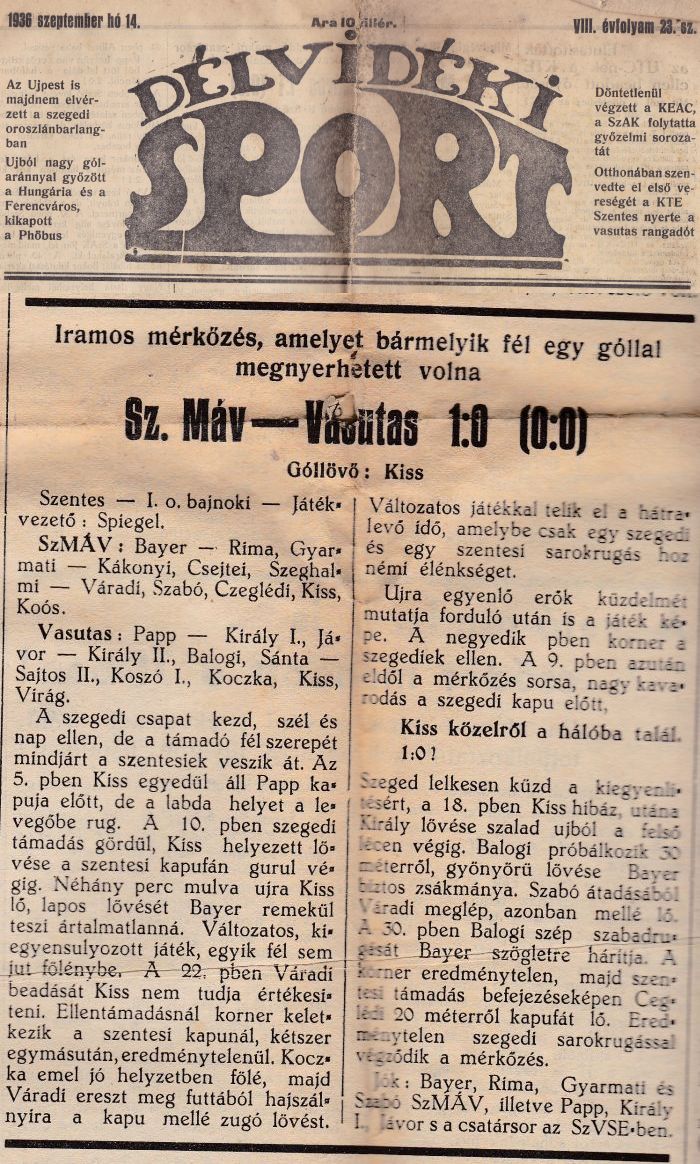 1936 szeptember hó 14.
Ara 10 fillér.
VIII. évfolyam 23. sz.
DÉLVIDÉKI
SPORT
Az Ujpest is
majdnem elvér-
zett a szegedi
oroszlánbarlang-
ban
Ujból nagy gól-
aránnyal győzött
a Hungária és a
Ferencváros,
kikapott
a Phöbus
Döntetlenül
végzett a KEAC,
a SzAK folytatta
győzelmi soroza-
tát
Otthonában szen-
vedte el első ve-
reségét a KTE
Szentes nyerte a
vasutas rangadót
Iramos mérkőzés, amelyet bármelyik fél egy góllal
megnyerhetett volna
Sz. Máv — Vasutas 1:0 (0:0)
Góllövő: Kiss
Szentes — I. o. bajnoki — Játék-
vezető: Spiegel.
SzMÁV: Bayer — Rima, Gyar-
mati — Kákonyi, Csejtei, Szeghal-
mi — Váradi, Szabó, Czeglédi, Kiss,
Koós.
Vasutas: Papp — Király I., Já-
vor — Király II., Balogi, Sánta —
Sajtos II., Koszó I., Koczka, Kiss,
Virág.
A szegedi csapat kezd, szél és
nap ellen, de a támadó fél szerepét
mindjárt a szentesiek veszik át. Az
5. pben Kiss egyedül áll Papp ka-
puja előtt, de a labda helyet a le-
vegőbe rug. A 10. pben szegedi
támadás gördül, Kiss helyezett lö-
vése a szentesi kapufán gurul vé-
gig. Néhány perc mulva ujra Kiss
lő, lapos lövését Bayer remekül
teszi ártalmatlanná. Változatos, ki-
egyensulyozott játék, egyik fél sem
jut fölénybe. A 22. pben Váradi
beadását Kiss nem tudja értékesi-
teni. Ellentámadásnál korner kelet-
kezik a szentesi kapunál, kétszer
egymásután, eredménytelenül. Kocz-
ka emel jó helyzetben fölé, majd
Váradi ereszt meg futtából hajszál-
nyira a kapu mellé zugó lövést.
Változatos játékkal telik el a hátra-
levő idő, amelybe csak egy szegedi
és egy szentesi sarokrugás hoz
némi élénkséget.
Ujra egyenlő erők küzdelmét
mutatja forduló után is a játék ké-
pe. A negyedik pben korner a
szegediek ellen. A 9. pben azután
eldől a mérkőzés sorsa, nagy kava-
rodás a szegedi kapu előtt,
Kiss közelről a hálóba talál.
1:0!
Szeged lelkesen küzd a kiegyenli-
tésért, a 18. pben Kiss hibáz, utána
Király lövése szalad ujból a felső
lécen végig. Balogi próbálkozik 30
méterről, gyönyörü lövése Bayer
biztos zsákmánya. Szabó átadásából
Váradi meglép, azonban mellé lő.
A 30. pben Balogi szép szabadru-
gását Bayer szögletre háritja. A
korner eredménytelen, majd szen-
tesi támadás befejezéseképen Ceg-
lédi 20 méterről kapufát lő. Ered-
ménytelen szegedi sarokrugással
végződik a mérkőzés.
Jók: Bayer, Rima, Gyarmati és
Szabó SzMÁV, illetve Papp, Király
I., Jávor s a csatársor az SzVSE-ben.